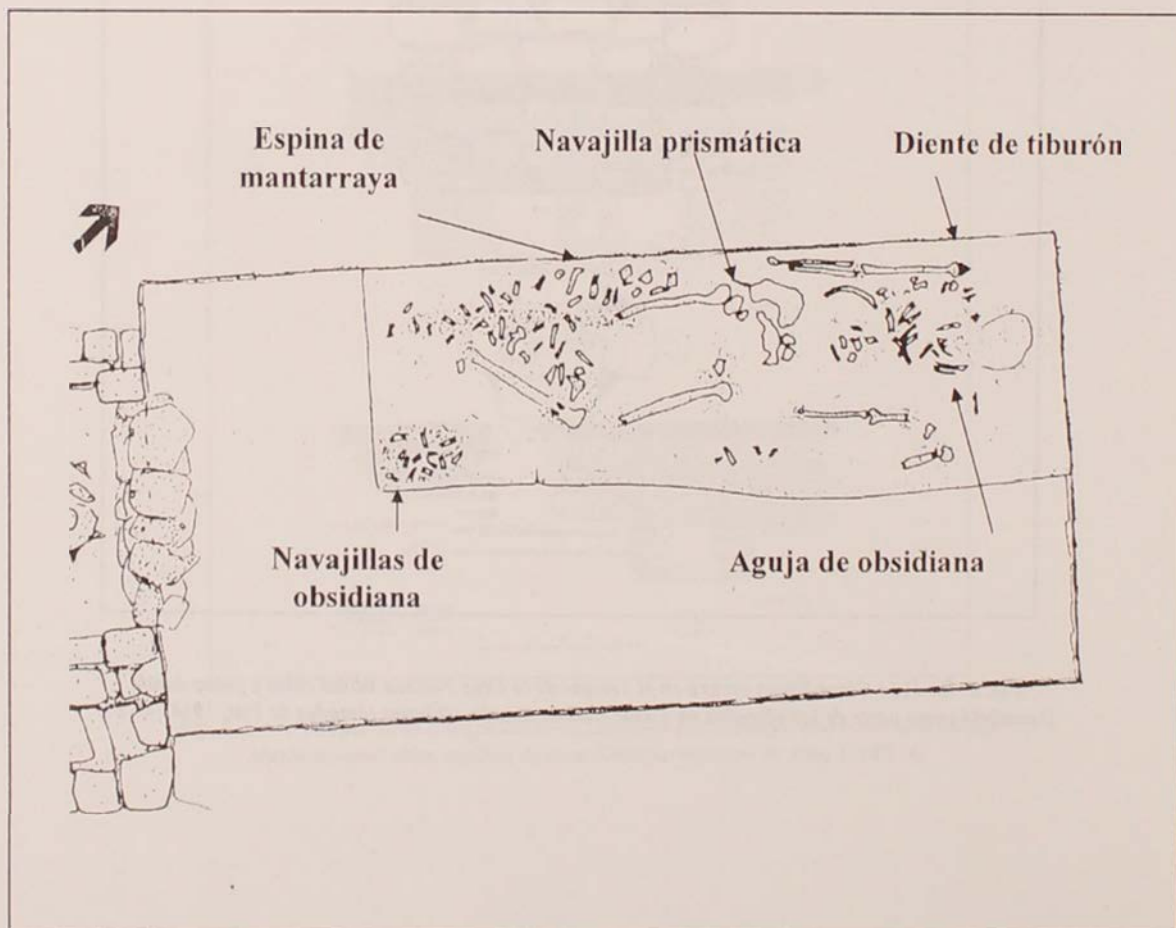 Espina de
mantarraya
Navajilla prismática
Diente de tiburón
Navajillas de
obsidiana
Aguja de obsidiana